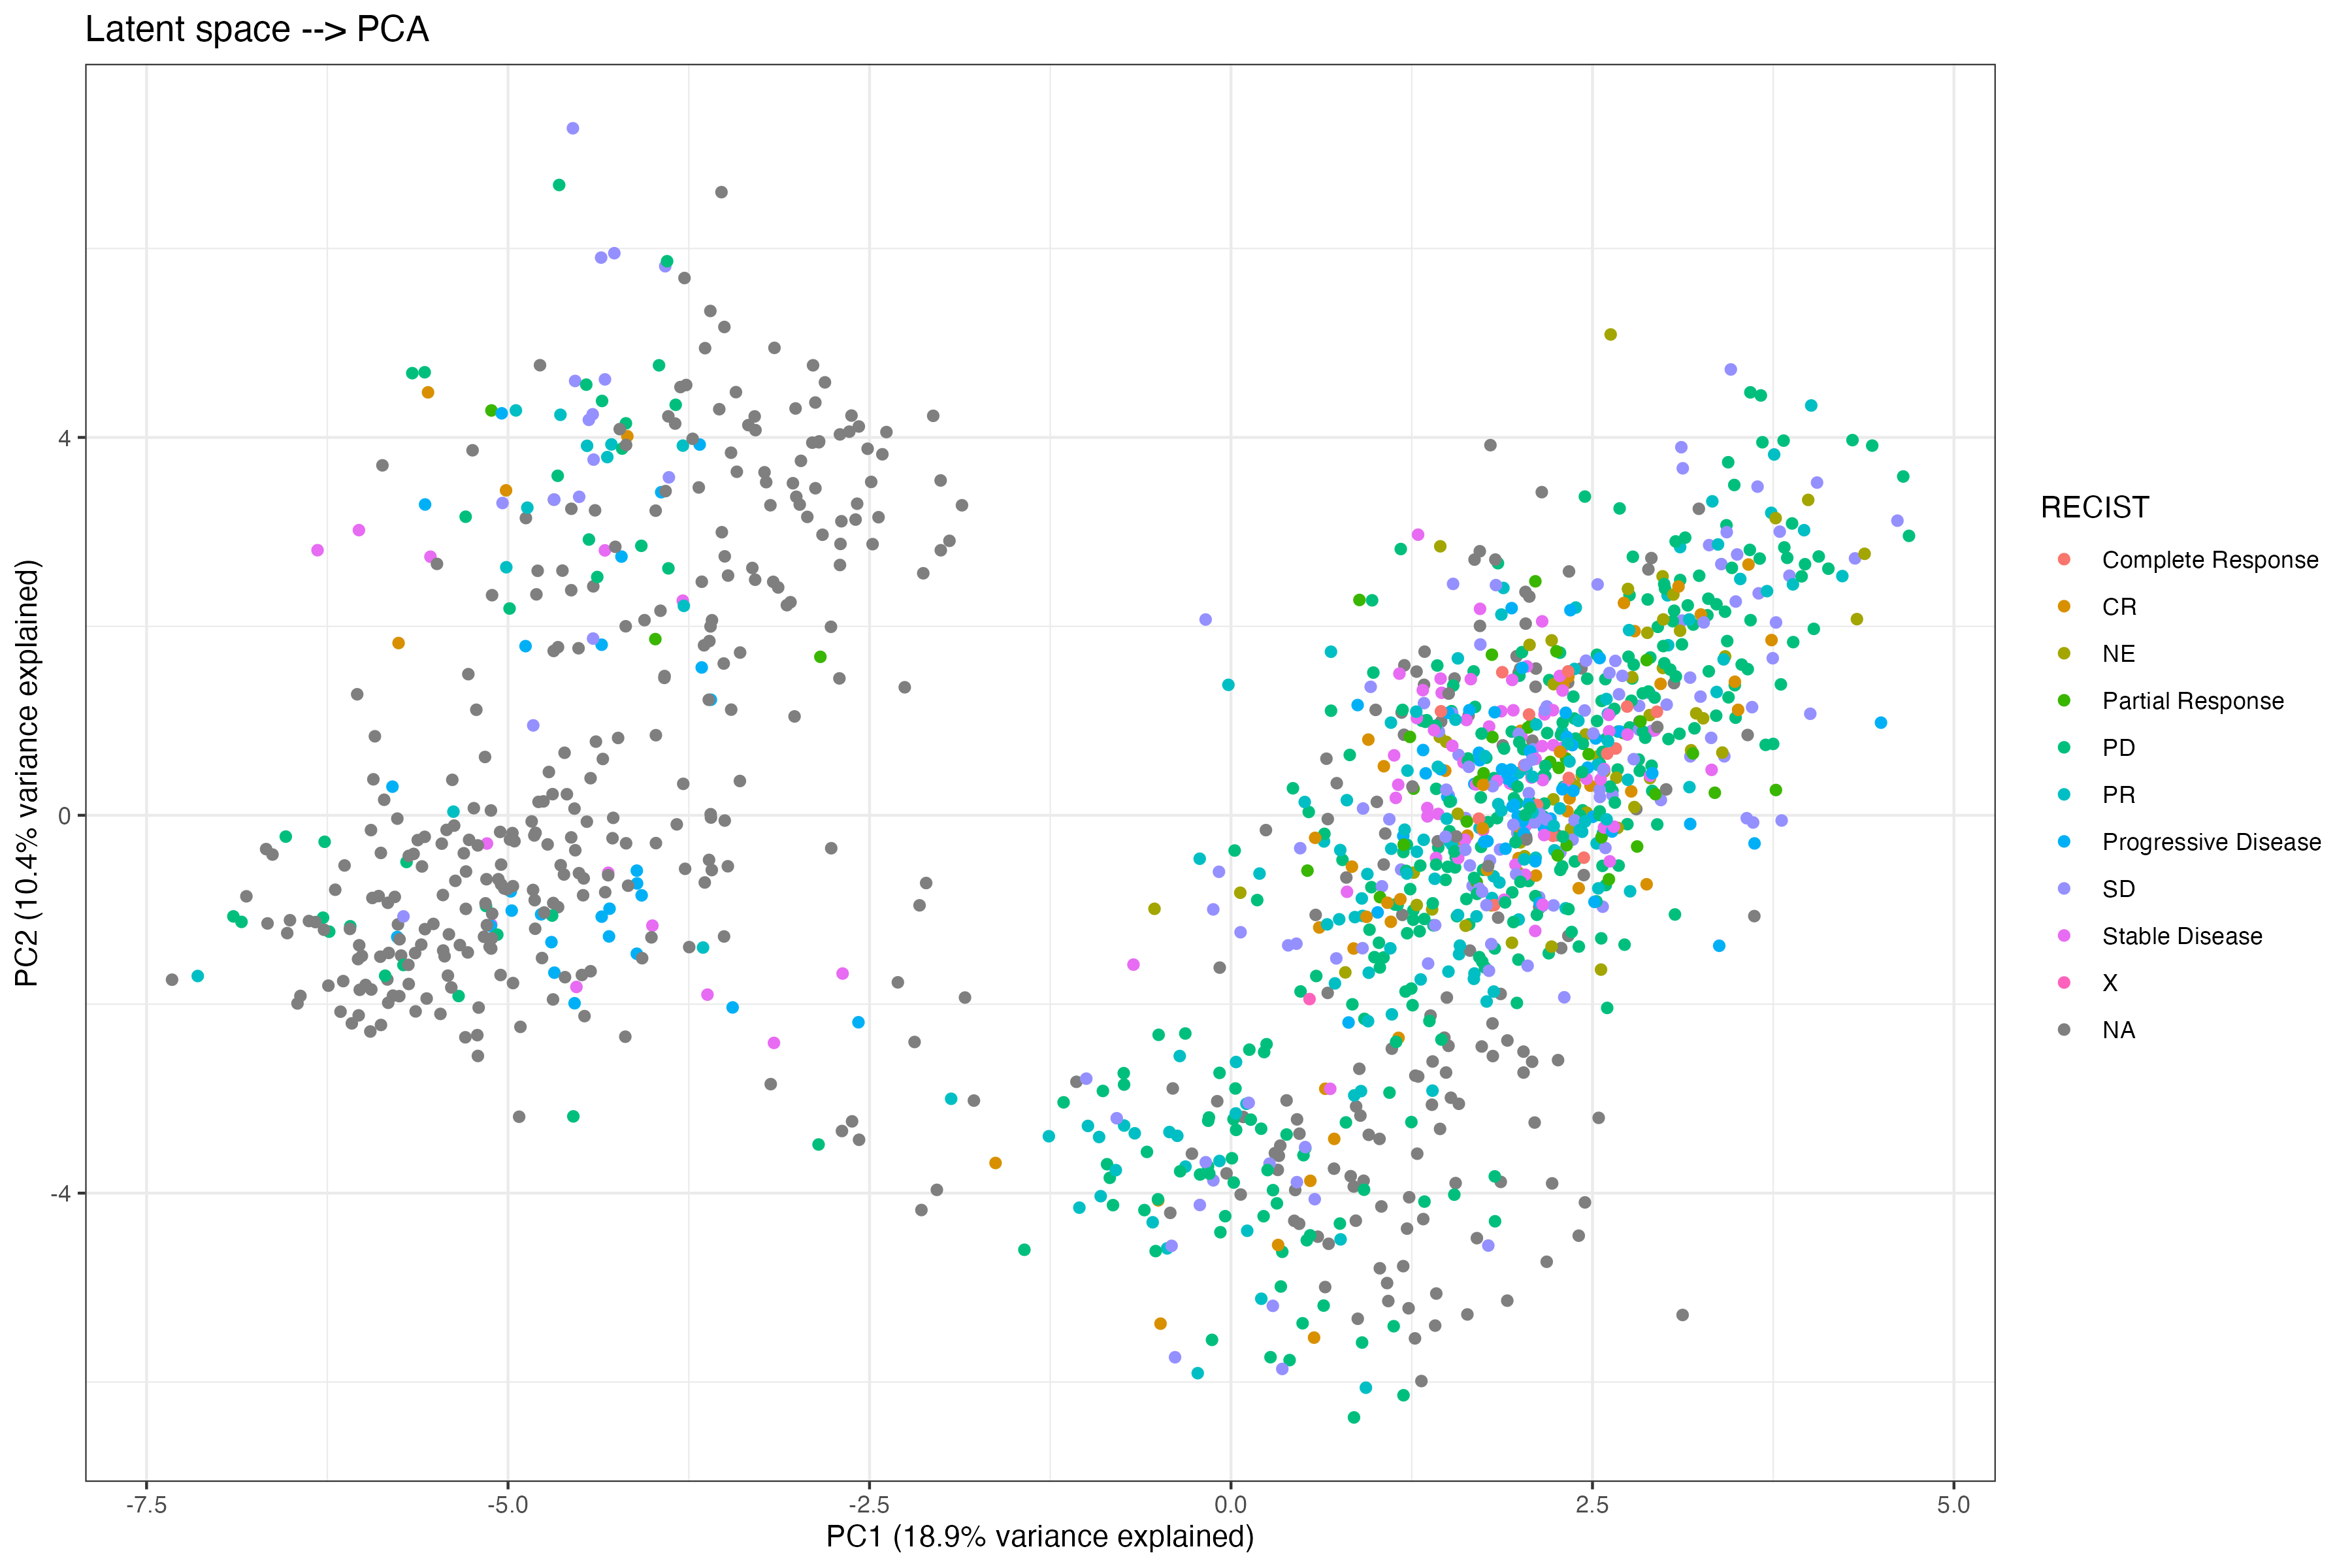 Latent space --> PCA
4
0
-4
PC2 (10.4% variance explained)
-7.5
-5.0
-2.5
0.0
2.5
5.0
PC1 (18.9% variance explained)
RECIST
Complete Response
CR
NE
Partial Response
PD
PR
Progressive Disease
SD
Stable Disease
X
NA